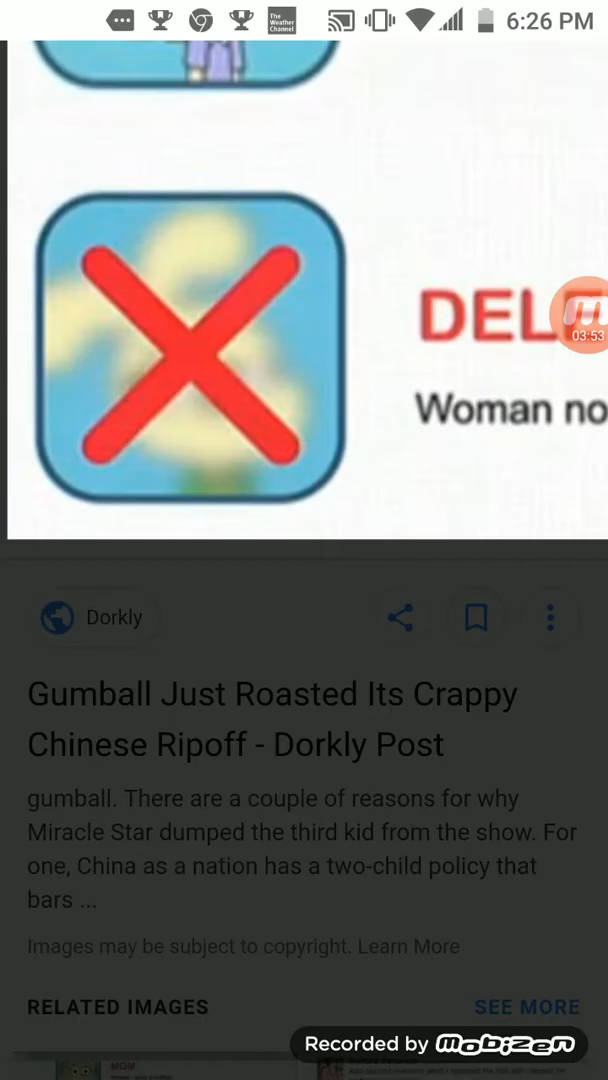 The Weather Channel
6:26 PM
DEL
03:53
Woman no
Dorkly
Gumball Just Roasted Its Crappy
Chinese Ripoff - Dorkly Post
gumball. There are a couple of reasons for why
Miracle Star dumped the third kid from the show. For
one, China as a nation has a two-child policy that
bars ...
Images may be subject to copyright. Learn More
RELATED IMAGES
SEE MORE
Recorded by mobizen
MOM